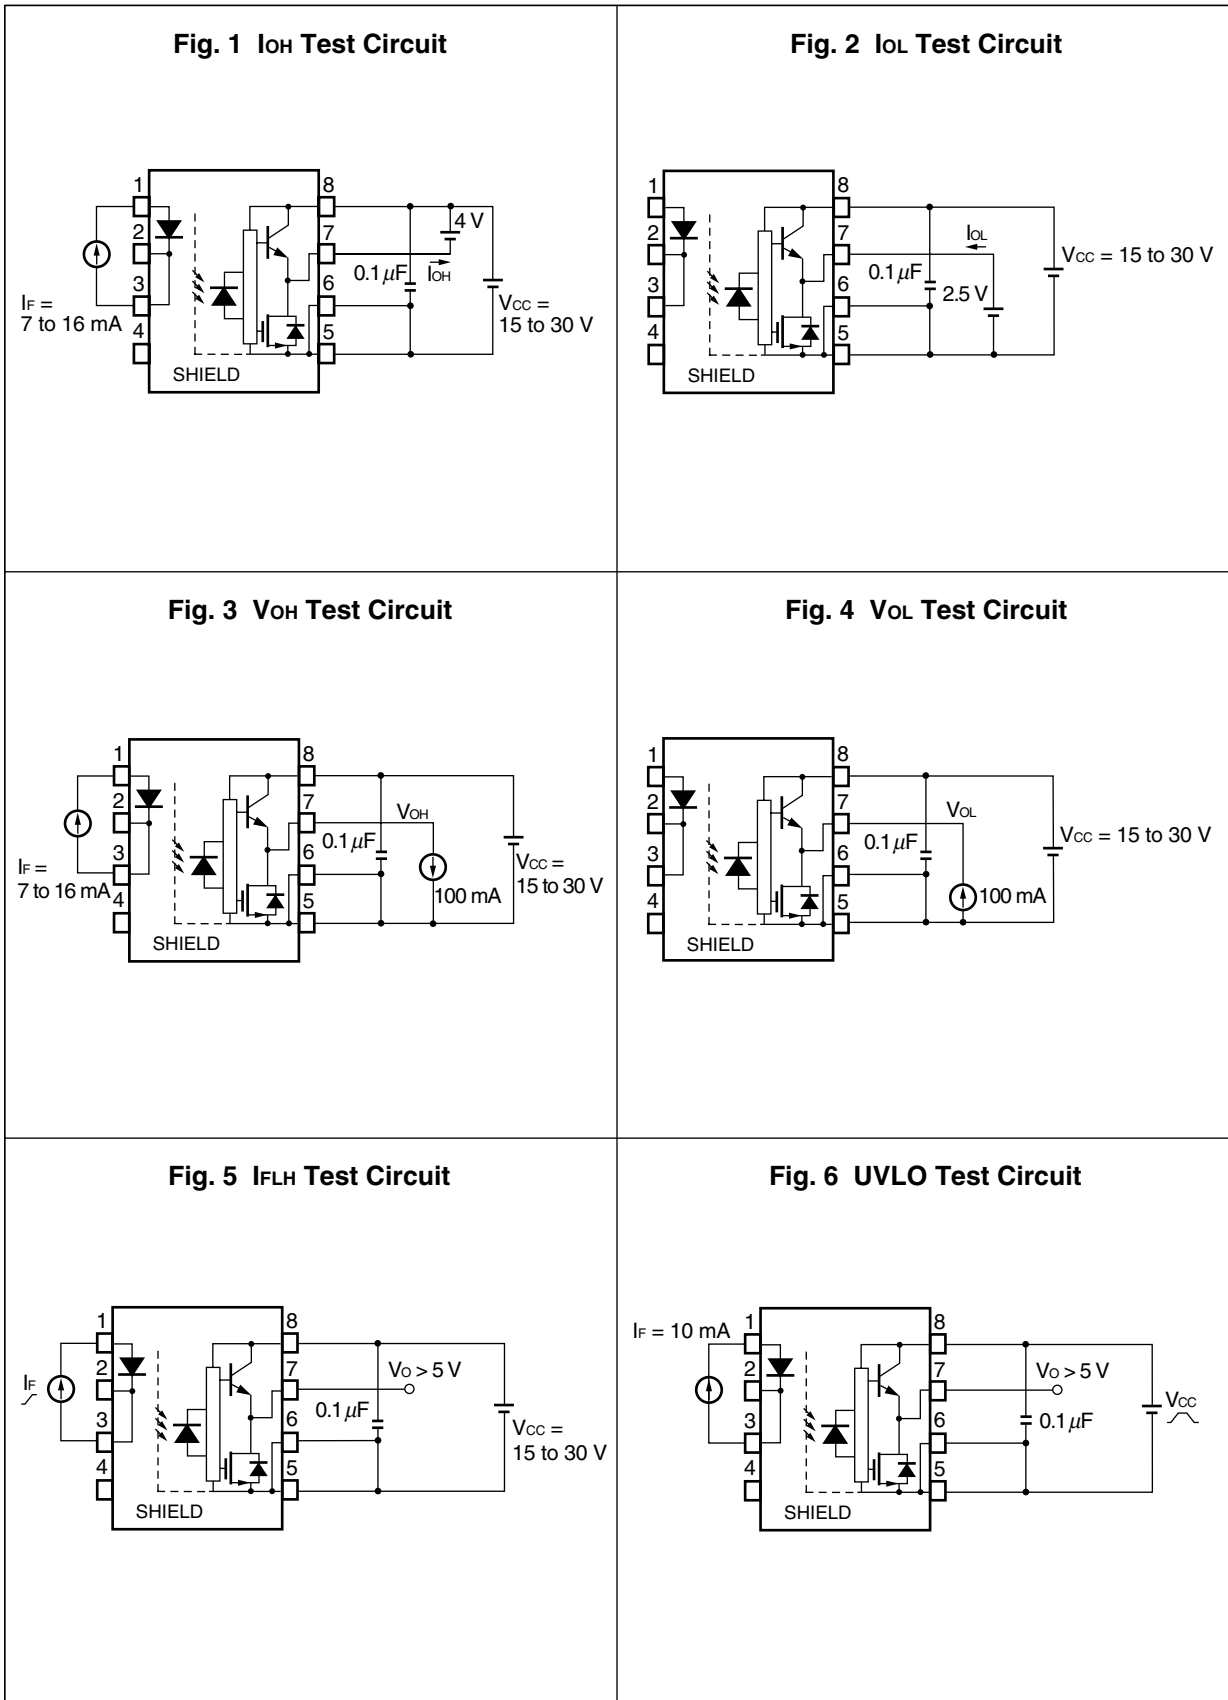 Fig. 1 IOH Test Circuit
1
2
3
4
8
7
6
5
IF =
7 to 16 mA
SHIELD
0.1 μF
4 V
IOH
VCC =
15 to 30 V
Fig. 2 IOL Test Circuit
1
2
3
4
8
7
6
5
SHIELD
0.1 μF
IOL
2.5 V
VCC = 15 to 30 V
Fig. 3 VOH Test Circuit
1
2
3
4
8
7
6
5
IF =
7 to 16 mA
SHIELD
0.1 μF
VOH
100 mA
VCC =
15 to 30 V
Fig. 4 VOL Test Circuit
1
2
3
4
8
7
6
5
SHIELD
0.1 μF
VOL
100 mA
VCC = 15 to 30 V
Fig. 5 IFLH Test Circuit
1
2
3
4
8
7
6
5
IF
SHIELD
0.1 μF
VO > 5 V
VCC =
15 to 30 V
Fig. 6 UVLO Test Circuit
IF = 10 mA
1
2
3
4
8
7
6
5
SHIELD
VO > 5 V
0.1 μF
VCC